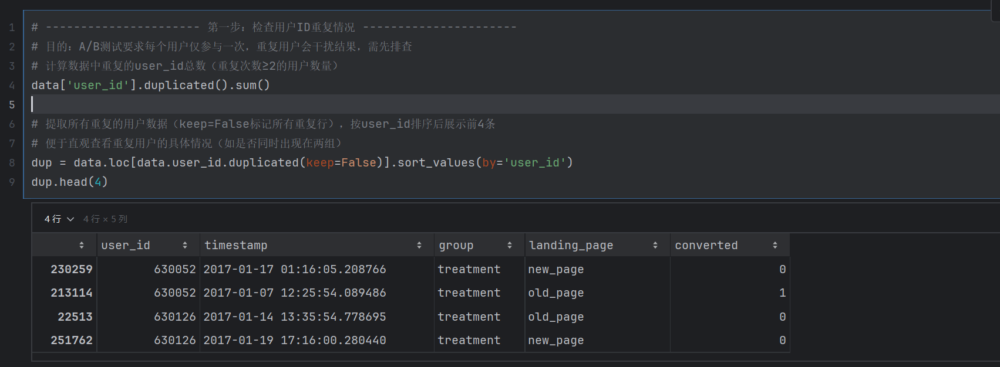 1 # ---------------------- 第一步：检查用户ID重复情况 ----------------------
2 # 目的：A/B测试要求每个用户仅参与一次，重复用户会干扰结果，需先排查
3 # 计算数据中重复的user_id总数（重复次数≥2的用户数量）
4 data['user_id'].duplicated().sum()
5
6 # 提取所有重复的用户数据（keep=False标记所有重复行），按user_id排序后展示前4条
7 # 便于直观查看重复用户的具体情况（如是否同时出现在两组）
8 dup = data.loc[data.user_id.duplicated(keep=False)].sort_values(by='user_id')
9 dup.head(4)
4行 4行×5列
user_id timestamp group landing_page converted
230259 630052 2017-01-17 01:16:05.208766 treatment new_page 0
213114 630052 2017-01-07 12:25:54.089486 treatment old_page 1
22513 630126 2017-01-14 13:35:54.778695 treatment old_page 0
251762 630126 2017-01-19 17:16:00.280440 treatment new_page 0